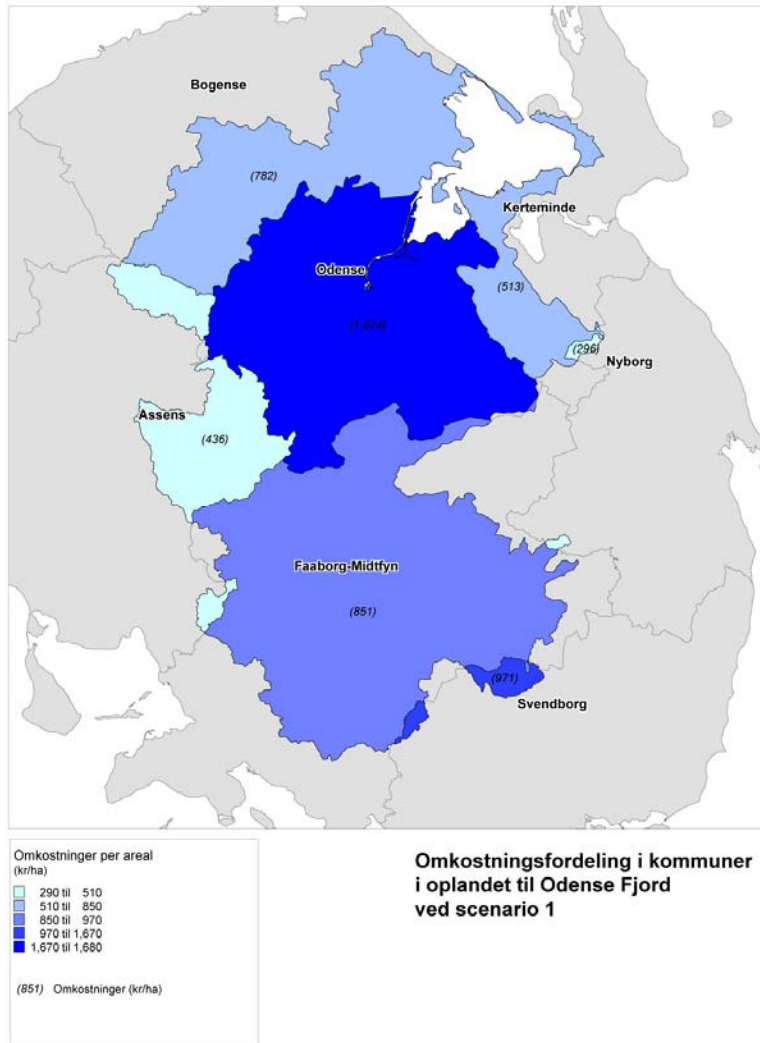 Bogense
(782)
Kerteminde
Odense
(513)
(296)
Nyborg
Assens
(436)
Faaborg-Midtfyn
(851)
(971)
Svendborg
Omkostninger per areal
(kr/ha)
290 til 510
510 til 850
850 til 970
970 til 1,670
1,670 til 1,680
(851) Omkostninger (kr/ha)
Omkostningsfordeling i kommuner
i oplandet til Odense Fjord
ved scenario 1